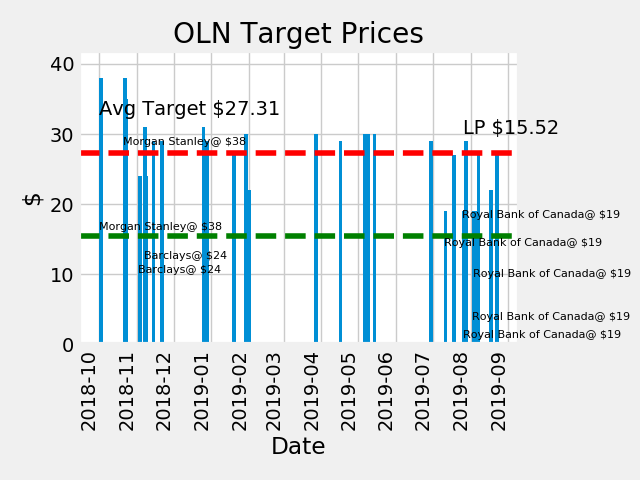 OLN Target Prices
40
Avg Target $27.31
LP $15.52
30
Morgan Stanley@ $38
$
20
Royal Bank of Canada@ $19
Morgan Stanley@ $38
Royal Bank of Canada@ $19
Barclays@ $24
Barclays@ $24
10
Royal Bank of Canada@ $19
Royal Bank of Canada@ $19
Royal Bank of Canada@ $19
0
2018-10
2018-11
2018-12
2019-01
2019-02
2019-03
2019-04
2019-05
2019-06
2019-07
2019-08
2019-09
Date